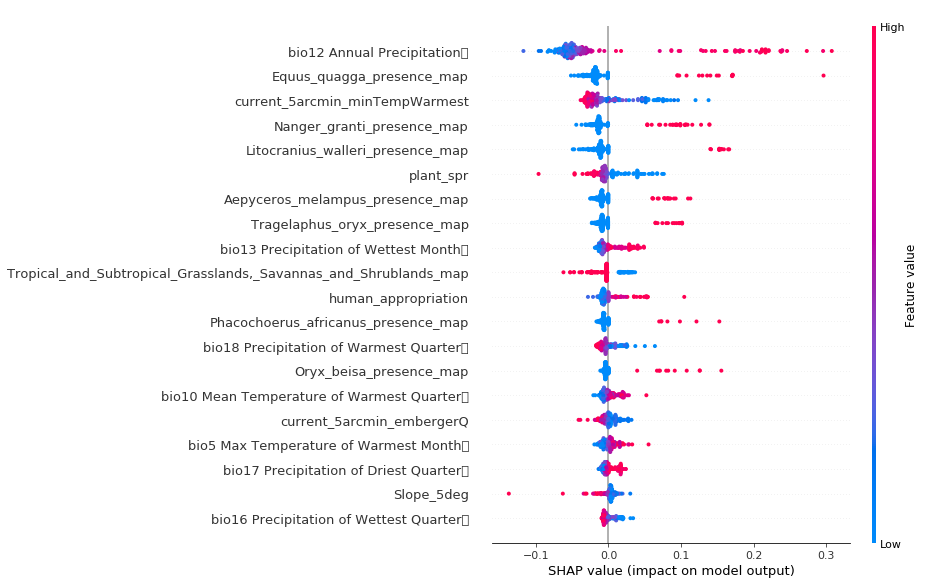 High
bio12 Annual Precipitation▯
Equus_quagga_presence_map
current_5arcmin_minTempWarmest
Nanger_granti_presence_map
Litocranius_walleri_presence_map
plant_spr
Aepyceros_melampus_presence_map
Tragelaphus_oryx_presence_map
bio13 Precipitation of Wettest Month▯
Tropical_and_Subtropical_Grasslands,_Savannas_and_Shrublands_map
human_appropriation
Phacochoerus_africanus_presence_map
bio18 Precipitation of Warmest Quarter▯
Oryx_beisa_presence_map
bio10 Mean Temperature of Warmest Quarter▯
current_5arcmin_embergerQ
bio5 Max Temperature of Warmest Month▯
bio17 Precipitation of Driest Quarter▯
Slope_5deg
bio16 Precipitation of Wettest Quarter▯
Feature value
Low
−0.1 0.0 0.1 0.2 0.3
SHAP value (impact on model output)